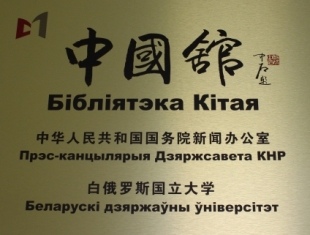 中國舘
Бібліятэка Кітая
中华人民共和国国务院新闻办公室
Прэс-канцылярыя Дзяржсавета КНР
白俄罗斯国立大学
Беларускі дзяржаўны ўніверсітэт